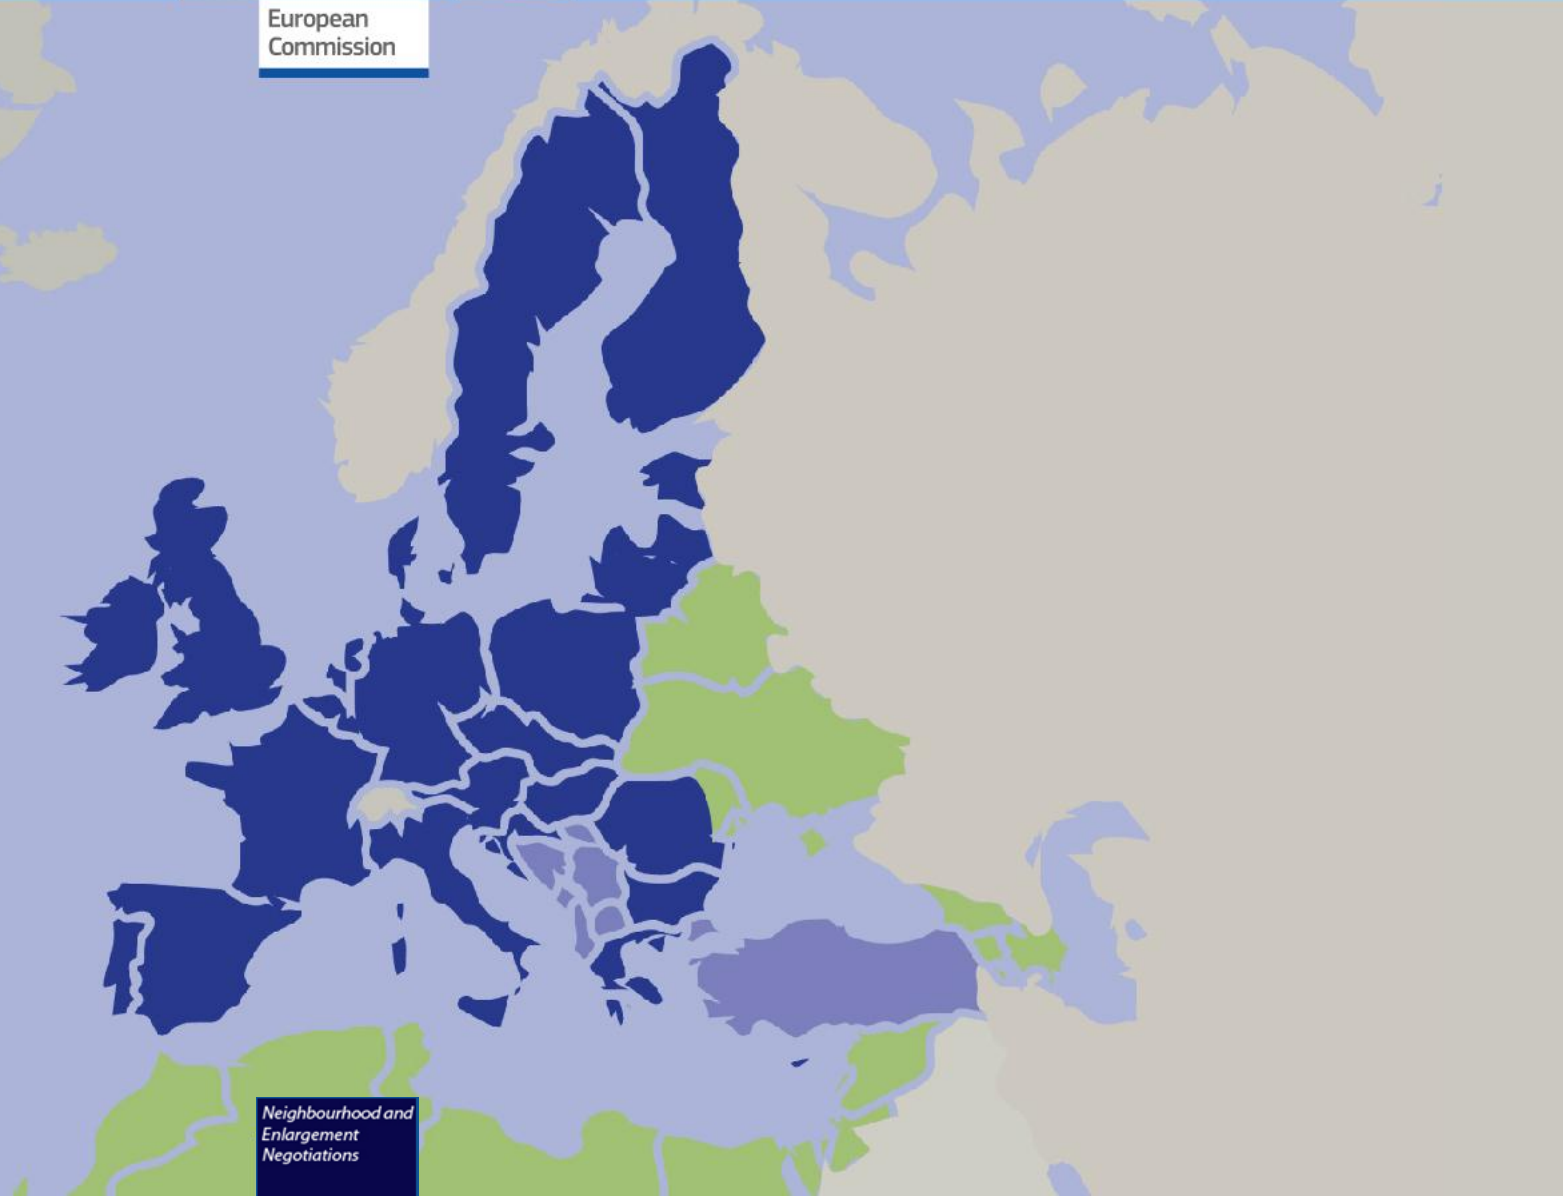 European
Commission
Neighbourhood and
Enlargement
Negotiations